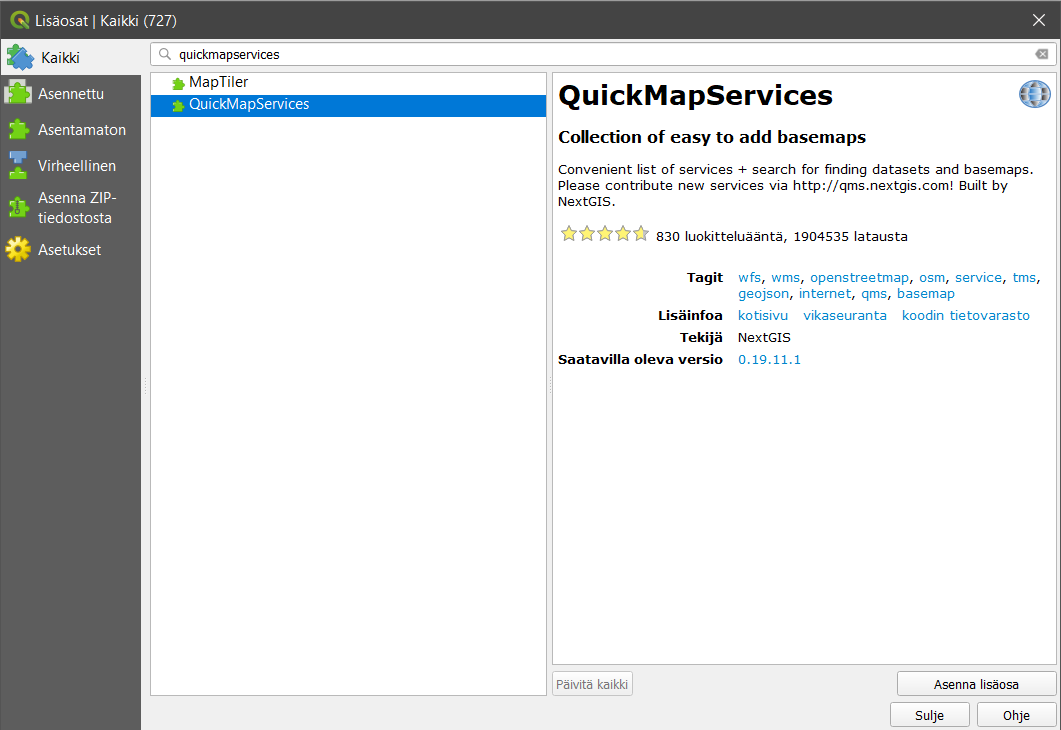 Lisäosat | Kaikki (727)
Kaikki
Asennettu
Asentamaton
Virheellinen
Asenna ZIP-
tiedostosta
Asetukset
quickmapservices
MapTiler
QuickMapServices
QuickMapServices
Collection of easy to add basemaps
Convenient list of services + search for finding datasets and basemaps.
Please contribute new services via http://qms.nextgis.com! Built by
NextGIS.
830 luokitteluääntä, 1904535 latausta
Tagit wfs, wms, openstreetmap, osm, service, tms,
geojson, internet, qms, basemap
Lisäinfoa kotisivu vikaseuranta koodin tietovarasto
Tekijä NextGIS
Saatavilla oleva versio 0.19.11.1
Päivitä kaikki
Asenna lisäosa
Sulje
Ohje